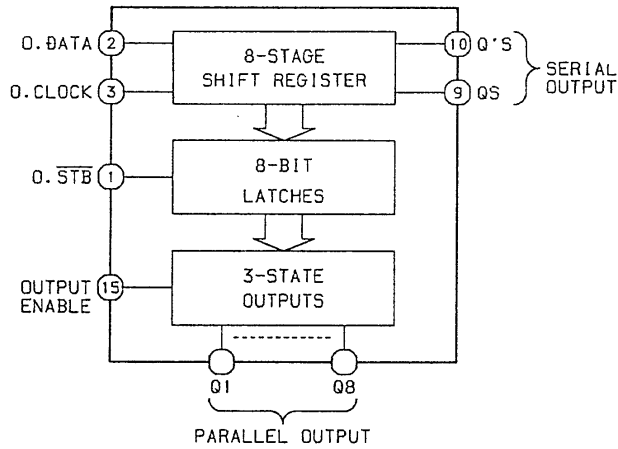 O.DATA 2
8-STAGE
SHIFT REGISTER
10 Q'S
O.CLOCK 3
9 QS
SERIAL
OUTPUT
O.STB 1
8-BIT
LATCHES
OUTPUT
ENABLE
15
3-STATE
OUTPUTS
Q1
Q8
PARALLEL OUTPUT